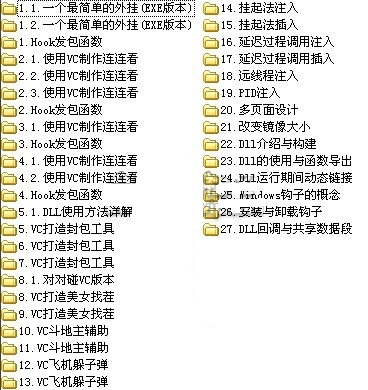 1.1.一个最简单的外挂(EXE版本)
1.2.一个最简单的外挂(EXE版本)
1.Hook发包函数
2.1.使用VC制作连连看
2.2.使用VC制作连连看
2.3.使用VC制作连连看
2.Hook发包函数
3.1.使用VC制作连连看
3.Hook发包函数
4.1.使用VC制作连连看
4.2.使用VC制作连连看
4.Hook发包函数
5.1.DLL使用方法详解
5.VC打造封包工具
6.VC打造封包工具
7.VC打造封包工具
8.1.对对碰VC版本
8.VC打造美女找茬
9.VC打造美女找茬
10.VC斗地主辅助
11.VC斗地主辅助
12.VC飞机躲子弹
13.VC飞机躲子弹
14.挂起法注入
15.挂起法插入
16.延迟过程调用注入
17.延迟过程调用注入
18.远线程注入
19.PID注入
20.多页面设计
21.改变镜像大小
22.Dll介绍与构建
23.Dll的使用与函数导出
24.Dll运行期间动态链接
25.Windows钩子的概念
26.安装与卸载钩子
27.DLL回调与共享数据段